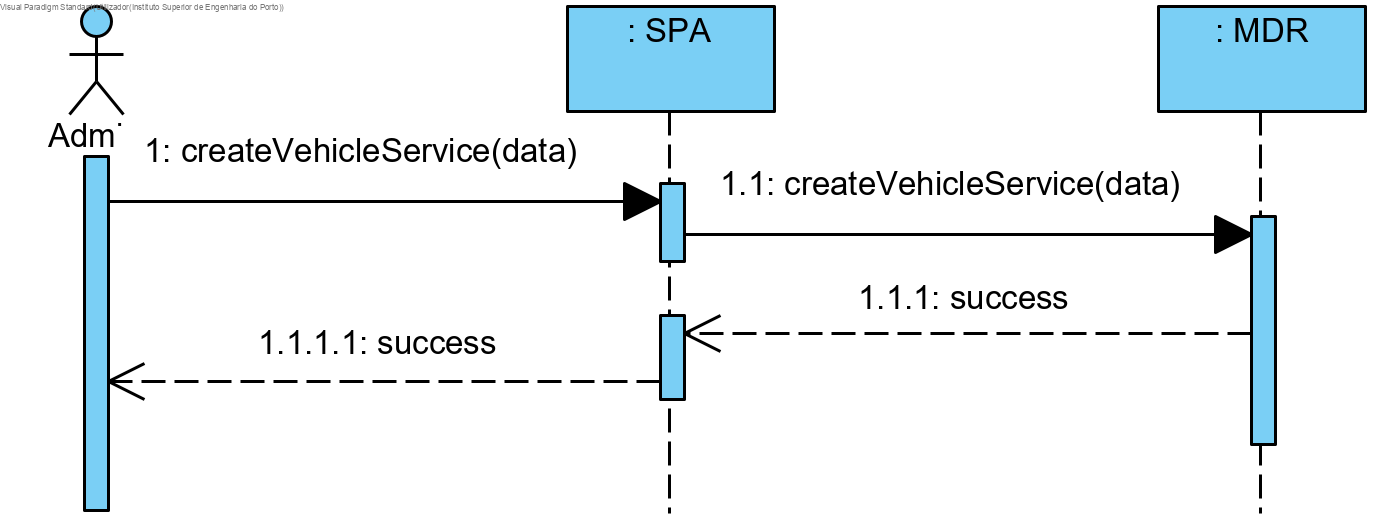 Visual Paradigm Standard(Utilizador(Instituto Superior de Engenharia do Porto))
: SPA
: MDR
Adm
1: createVehicleService(data)
1.1: createVehicleService(data)
1.1.1: success
1.1.1.1: success